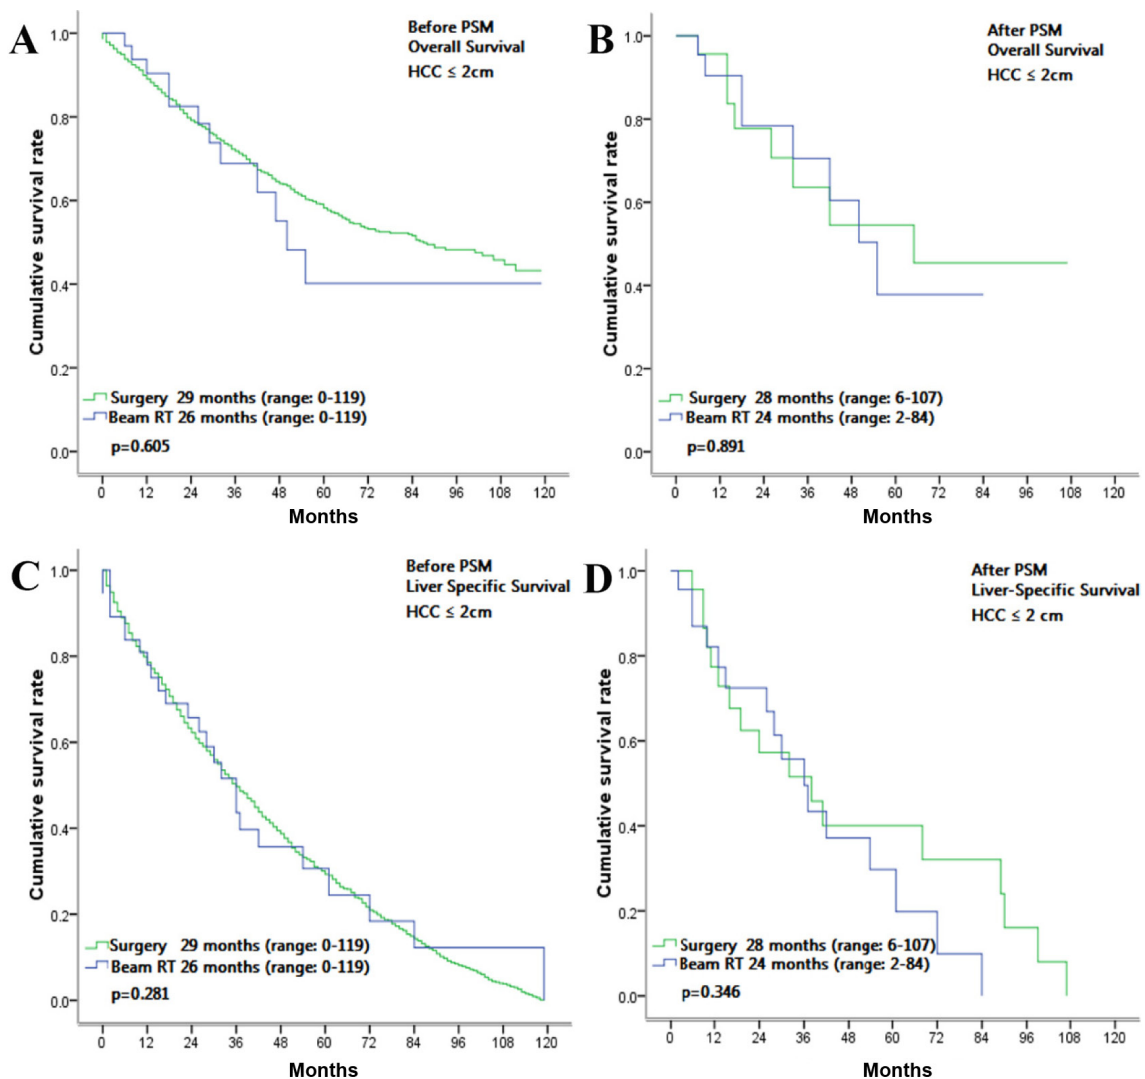 A
Before PSM
Overall Survival
HCC ≤ 2cm
Cumulative survival rate
1.0
0.8
0.6
0.4
0.2
0.0
Surgery 29 months (range: 0-119)
Beam RT 26 months (range: 0-119)
p=0.605
0 12 24 36 48 60 72 84 96 108 120
Months
B
After PSM
Overall Survival
HCC ≤ 2cm
Cumulative survival rate
1.0
0.8
0.6
0.4
0.2
0.0
Surgery 28 months (range: 6-107)
Beam RT 24 months (range: 2-84)
p=0.891
0 12 24 36 48 60 72 84 96 108 120
Months
C
Before PSM
Liver Specific Survival
HCC ≤ 2cm
Cumulative survival rate
1.0
0.8
0.6
0.4
0.2
0.0
Surgery 29 months (range: 0-119)
Beam RT 26 months (range: 0-119)
p=0.281
0 12 24 36 48 60 72 84 96 108 120
Months
D
After PSM
Liver-Specific Survival
HCC ≤ 2 cm
Cumulative survival rate
1.0
0.8
0.6
0.4
0.2
0.0
Surgery 28 months (range: 6-107)
Beam RT 24 months (range: 2-84)
p=0.346
0 12 24 36 48 60 72 84 96 108 120
Months